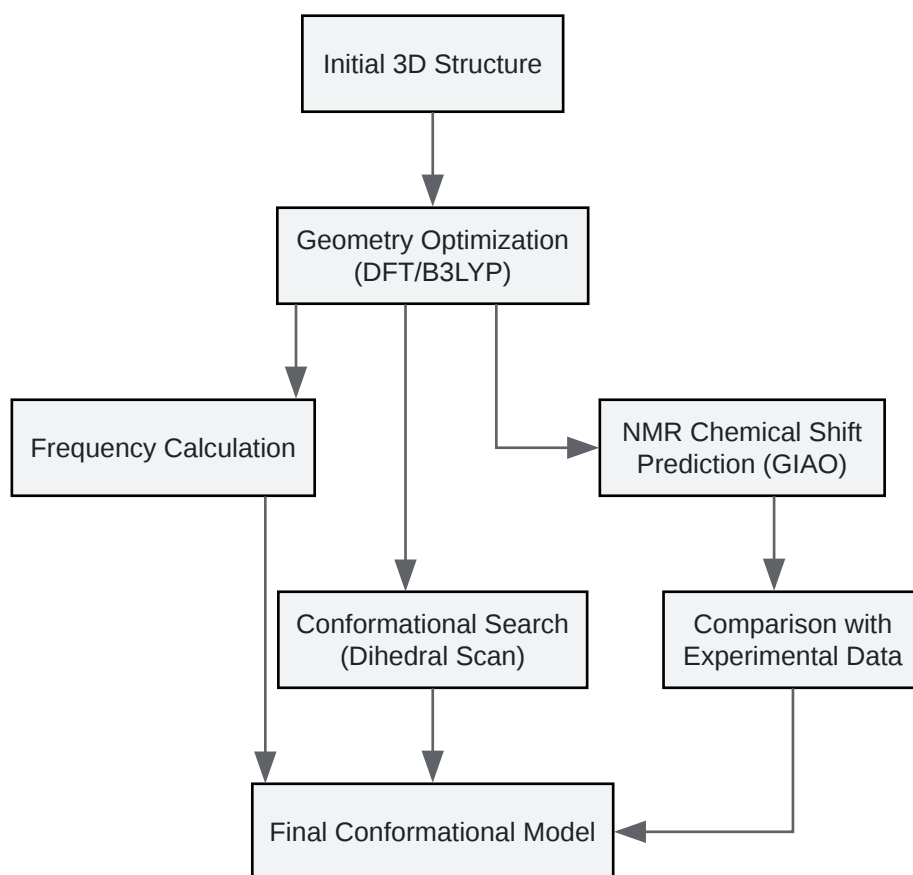 Initial 3D Structure
Geometry Optimization
(DFT/B3LYP)
Frequency Calculation
NMR Chemical Shift
Prediction (GIAO)
Conformational Search
(Dihedral Scan)
Comparison with
Experimental Data
Final Conformational Model